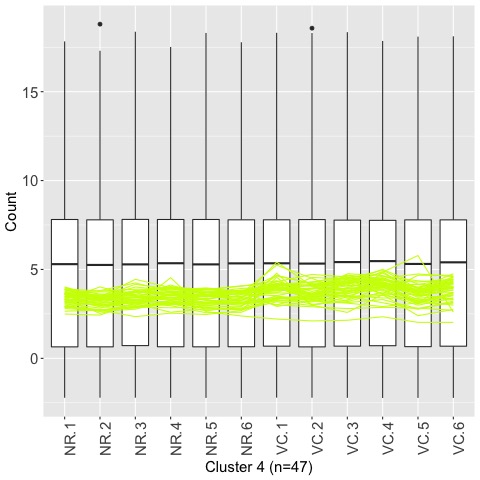 15
10
5
0
Count
NR.1
NR.2
NR.3
NR.4
NR.5
NR.6
VC.1
VC.2
VC.3
VC.4
VC.5
VC.6
Cluster 4 (n=47)